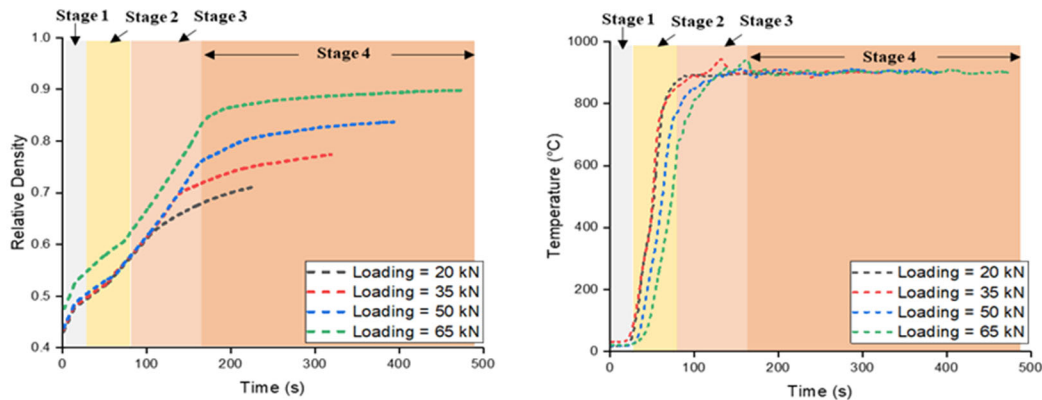 Stage 1
Stage 2
Stage 3
Stage 4
1.0
0.9
0.8
0.7
0.6
0.5
0.4
Relative Density
0
100
200
300
400
500
Time (s)
Loading = 20 kN
Loading = 35 kN
Loading = 50 kN
Loading = 65 kN
Stage 1
Stage 2
Stage 3
Stage 4
1000
800
600
400
200
0
Temperature (°C)
0
100
200
300
400
500
Time (s)
Loading = 20 kN
Loading = 35 kN
Loading = 50 kN
Loading = 65 kN